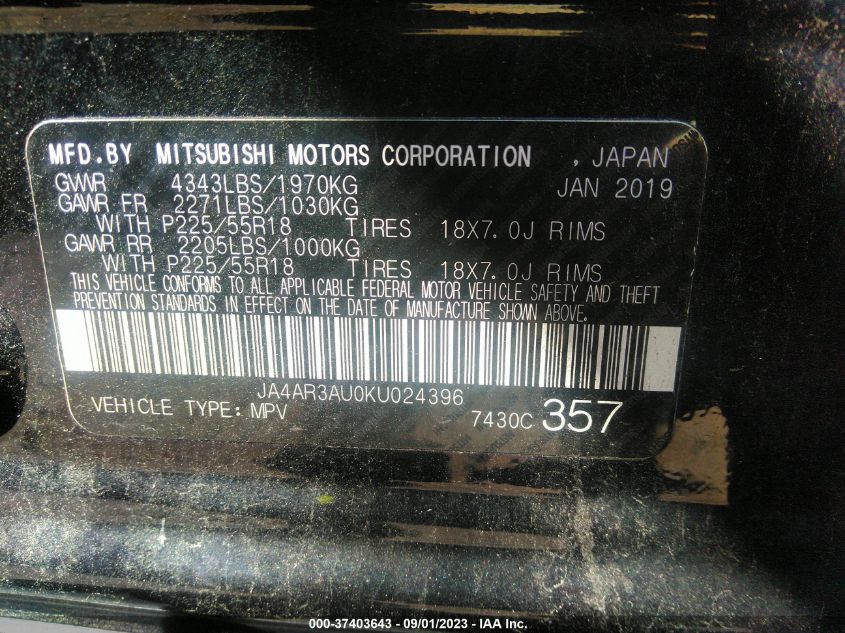 MFD.BY MITSUBISHI MOTORS CORPORATION , JAPAN
GVWR 4343LBS/1970KG JAN 2019
GAWR FR 2271LBS/1030KG
WITH P225/55R18 TIRES 18X7.0J RIMS
GAWR RR 2205LBS/1000KG
WITH P225/55R18 TIRES 18X7.0J RIMS
THIS VEHICLE CONFORMS TO ALL APPLICABLE FEDERAL MOTOR VEHICLE SAFETY AND THEFT
PREVENTION STANDARDS IN EFFECT ON THE DATE OF MANUFACTURE SHOWN ABOVE.
JA4AR3AU0KU024396
VEHICLE TYPE: MPV 7430C 357
000-37403643 - 09/01/2023 - IAA Inc.